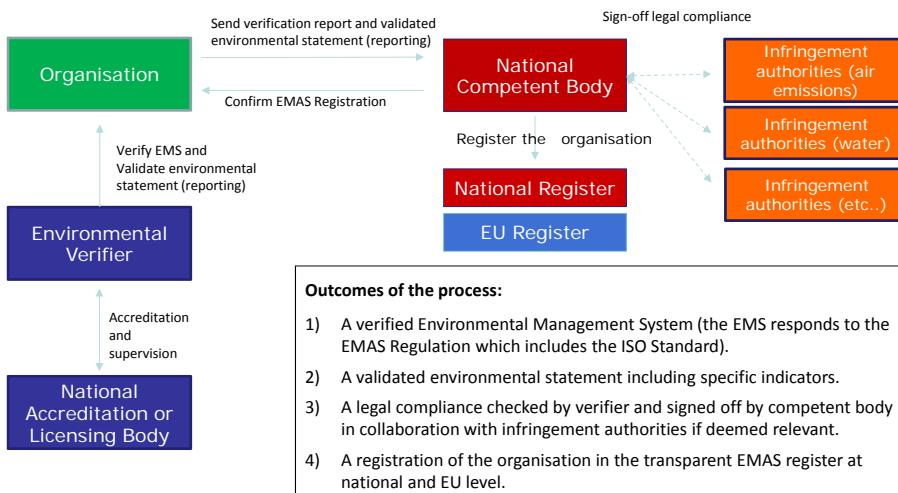 Send verification report and validated
environmental statement (reporting)
Sign-off legal compliance
Organisation
National
Competent Body
Infringement
authorities (air
emissions)
Confirm EMAS Registration
Infringement
authorities (water)
Register the organisation
Verify EMS and
Validate environmental
statement (reporting)
National Register
Infringement
authorities (etc..)
EU Register
Environmental
Verifier
Accreditation
and
supervision
National
Accreditation or
Licensing Body
Outcomes of the process:
1) A verified Environmental Management System (the EMS responds to the
EMAS Regulation which includes the ISO Standard).
2) A validated environmental statement including specific indicators.
3) A legal compliance checked by verifier and signed off by competent body
in collaboration with infringement authorities if deemed relevant.
4) A registration of the organisation in the transparent EMAS register at
national and EU level.